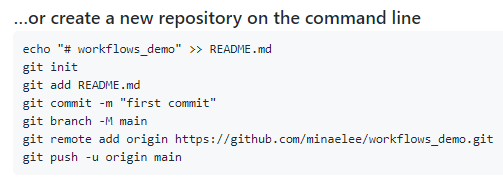 ...or create a new repository on the command line
echo "# workflows_demo" >> README.md
git init
git add README.md
git commit -m "first commit"
git branch -M main
git remote add origin https://github.com/minaelee/workflows_demo.git
git push -u origin main